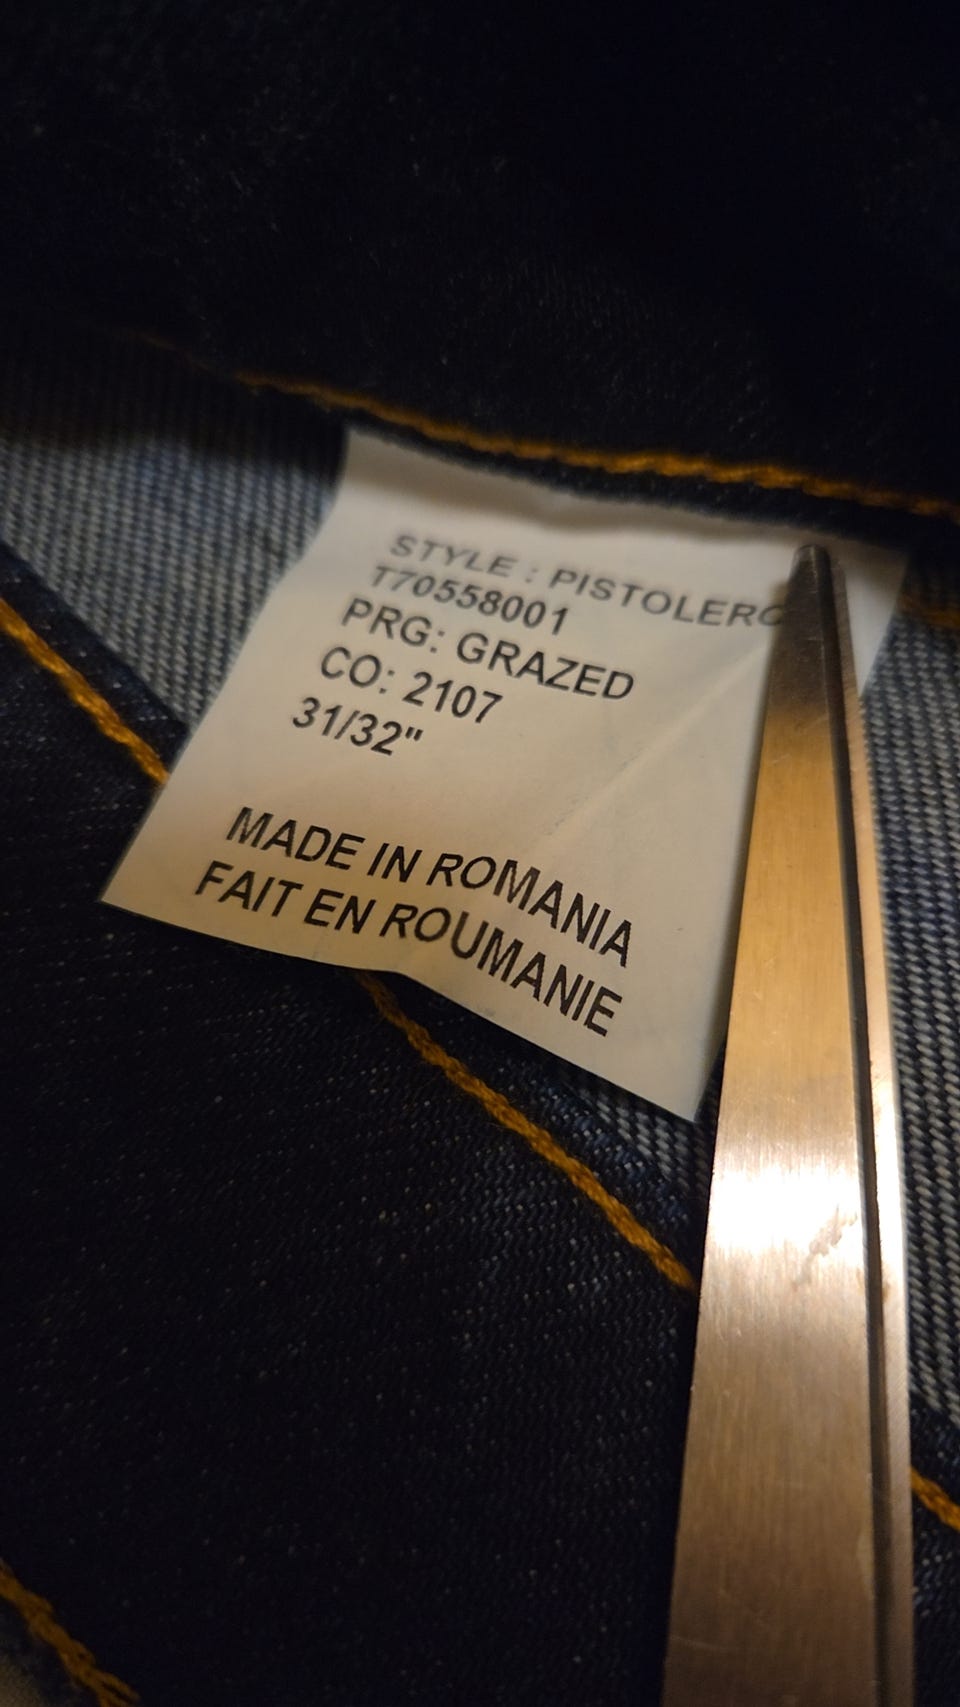 STYLE : PISTOLERO
T70558001
PRG: GRAZED
CO: 2107
31/32"
MADE IN ROMANIA
FAIT EN ROUMANIE